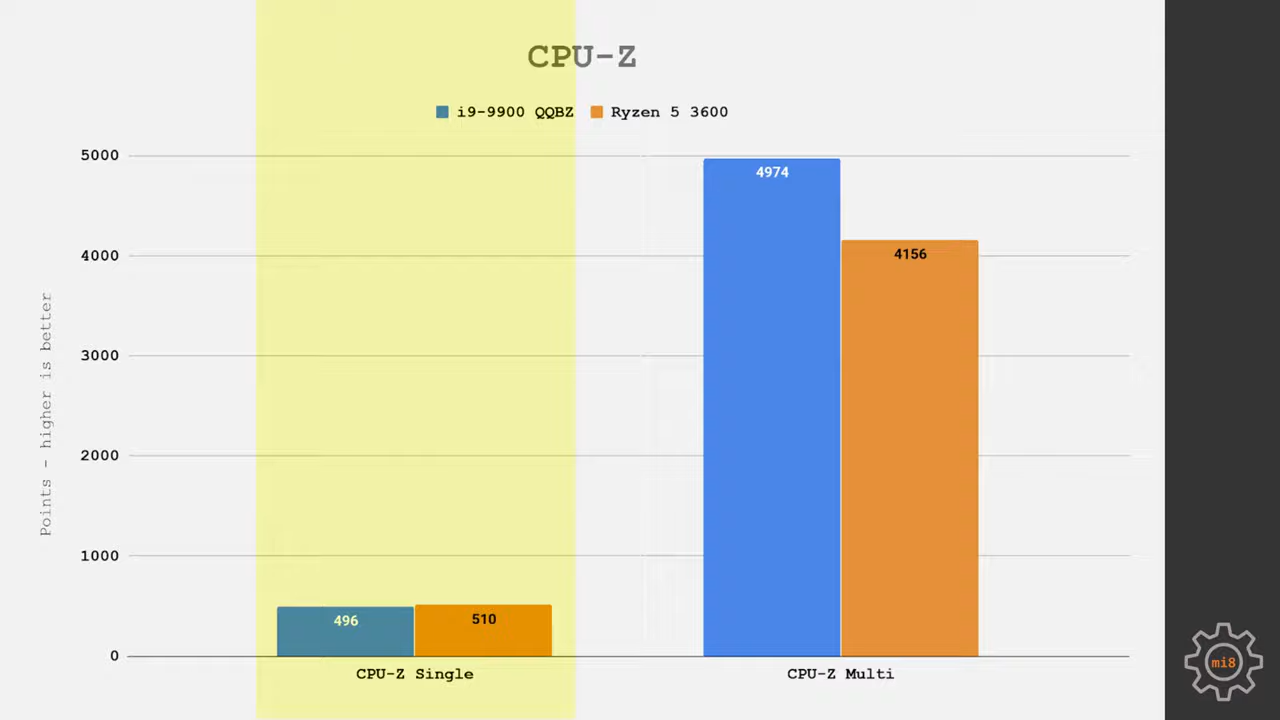 CPU-Z
i9-9900 QQBZ Ryzen 5 3600
Points - higher is better
5000
4000
3000
2000
1000
0
4974
4156
496
510
CPU-Z Single
CPU-Z Multi
mi8